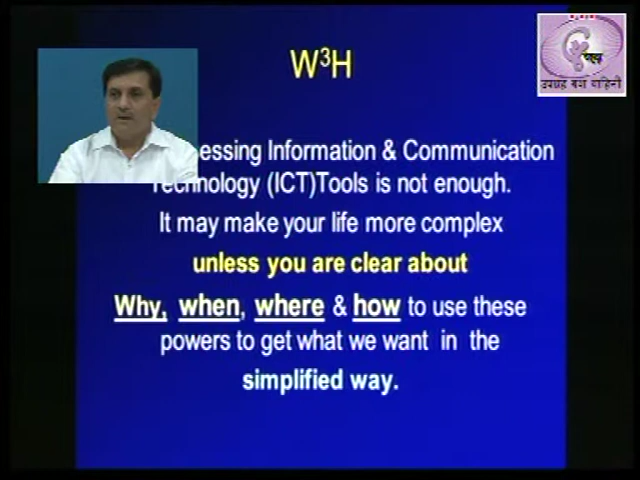 W³H
essing Information & Communication
Technology (ICT)Tools is not enough.
It may make your life more complex
unless you are clear about
Why, when, where & how to use these
powers to get what we want in the
simplified way.